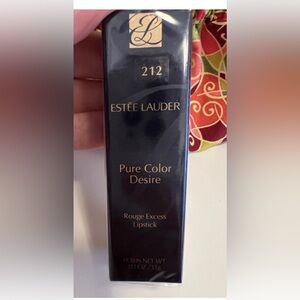 212
ESTĒE LAUDER
Pure Color
Desire
Rouge Excess
Lipstick